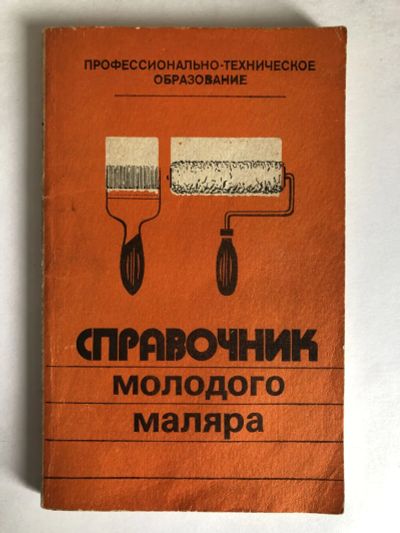 ПРОФЕССИОНАЛЬНО-ТЕХНИЧЕСКОЕ
ОБРАЗОВАНИЕ
СПРАВОЧНИК
МОЛОДОГО
МАЛЯРА